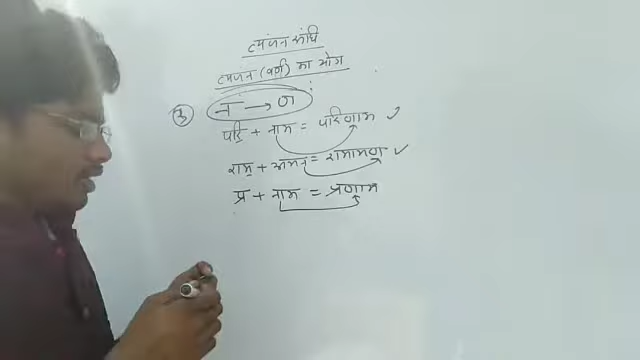 व्यंजन संधि
व्यंजन (वर्ण) का योग
③ न → ण
परि + नाम = परिणाम ✓
राम + अयन = रामायण ✓
प्र + नाम = प्रणाम